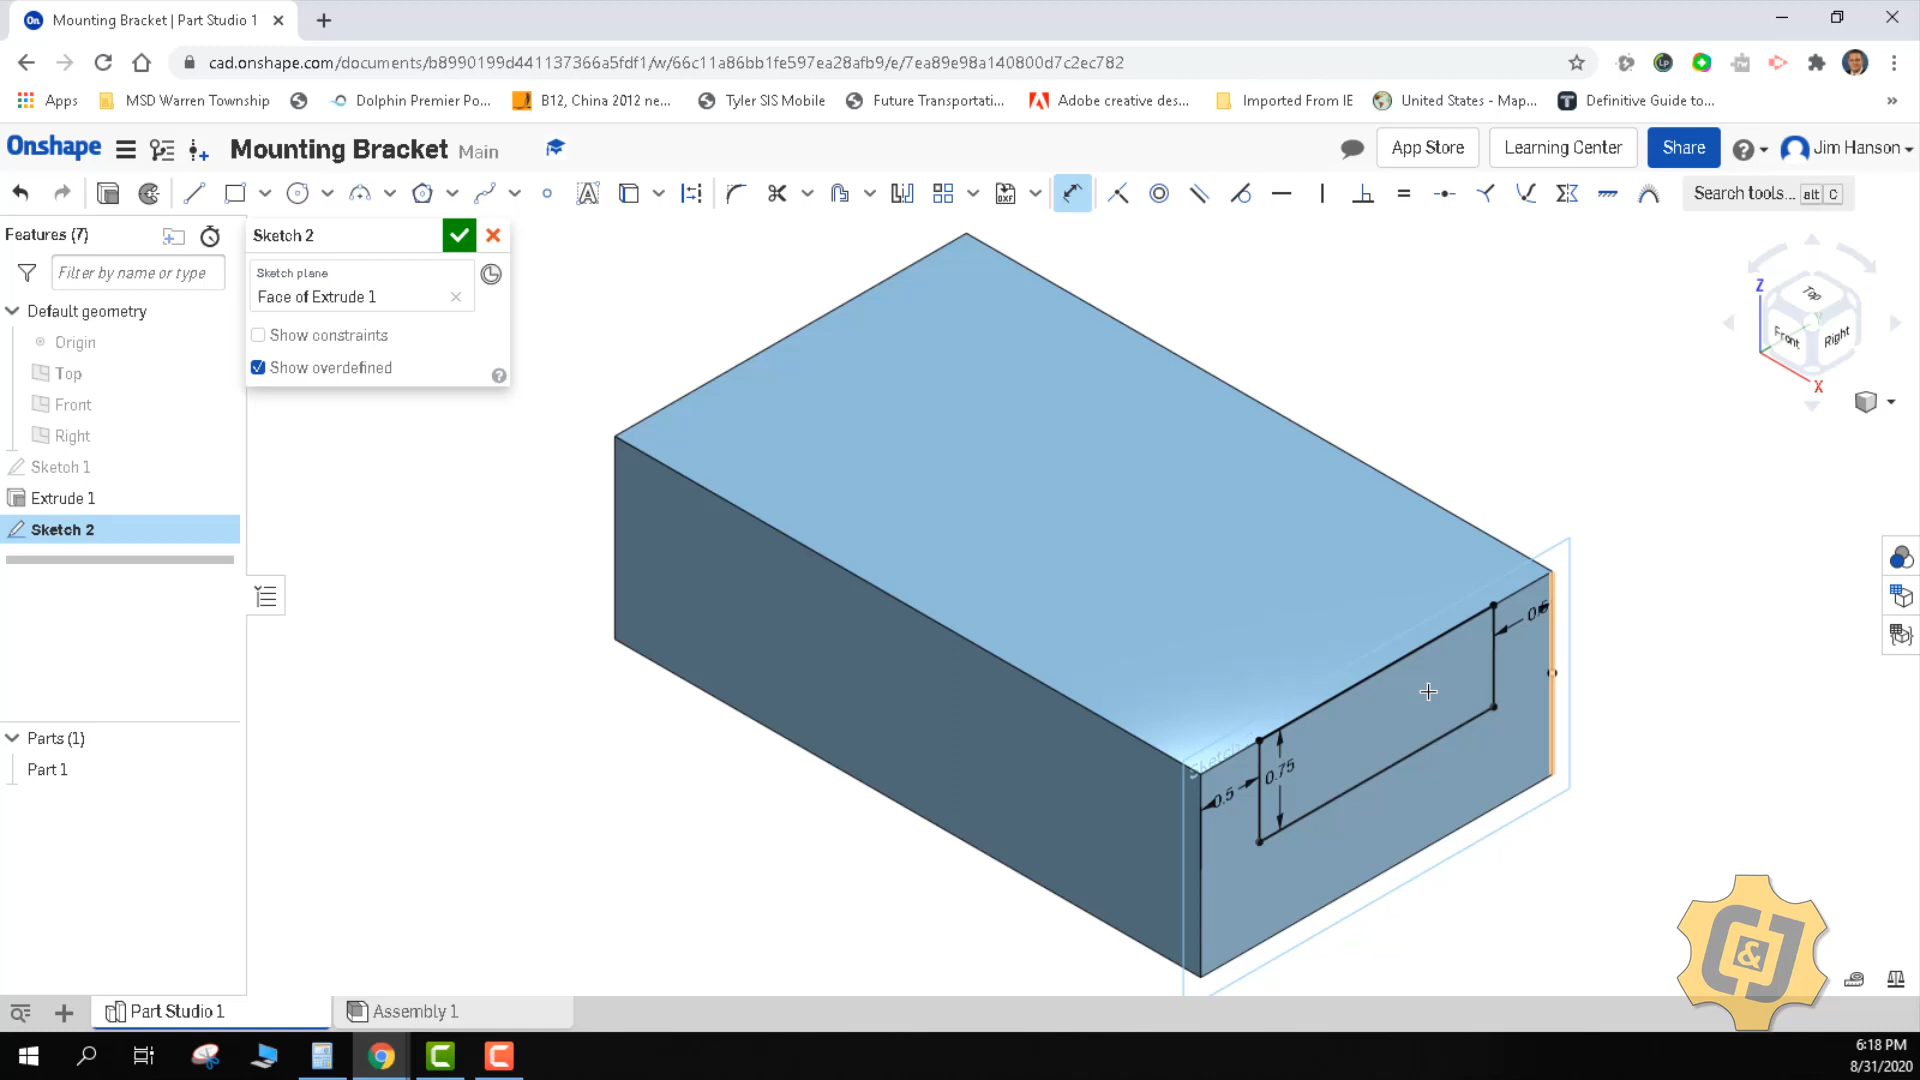 Mounting Bracket | Part Studio 1
cad.onshape.com/documents/b8990199d441137366a5fdf1/w/66c11a86bb1fe597ea28afb9/e/7ea89e98a140800d7c2ec782
Apps MSD Warren Township Dolphin Premier Po... B12, China 2012 ne... Tyler SIS Mobile Future Transportati... Adobe creative des... Imported From IE United States - Map... Definitive Guide to... »
Onshape Mounting Bracket Main App Store Learning Center Share Jim Hanson
Search tools... alt C
Features (7)
Filter by name or type
Default geometry
Origin
Top
Front
Right
Sketch 1
Extrude 1
Sketch 2
Sketch 2
Sketch plane
Face of Extrude 1
Show constraints
Show overdefined
Z
Top
Front
Right
X
0.5
Sketch
0.75
0.5
Parts (1)
Part 1
Part Studio 1 Assembly 1
J & C
6:18 PM
8/31/2020